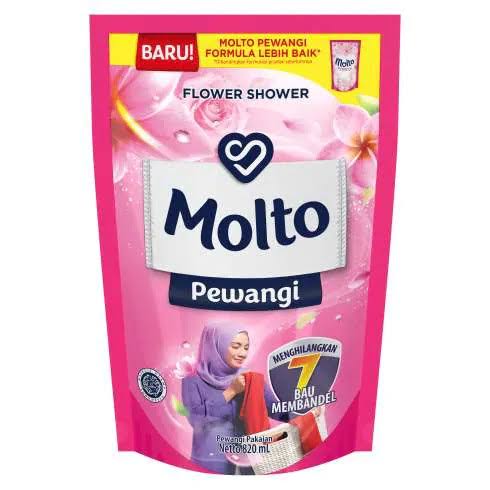 BARU!
MOLTO PEWANGI
FORMULA LEBIH BAIK*
FLOWER SHOWER
Molto
Pewangi
MENGHILANGKAN
7
BAU
MEMBANDEL
Pewangi Pakaian
Netto 820 mL
Molto